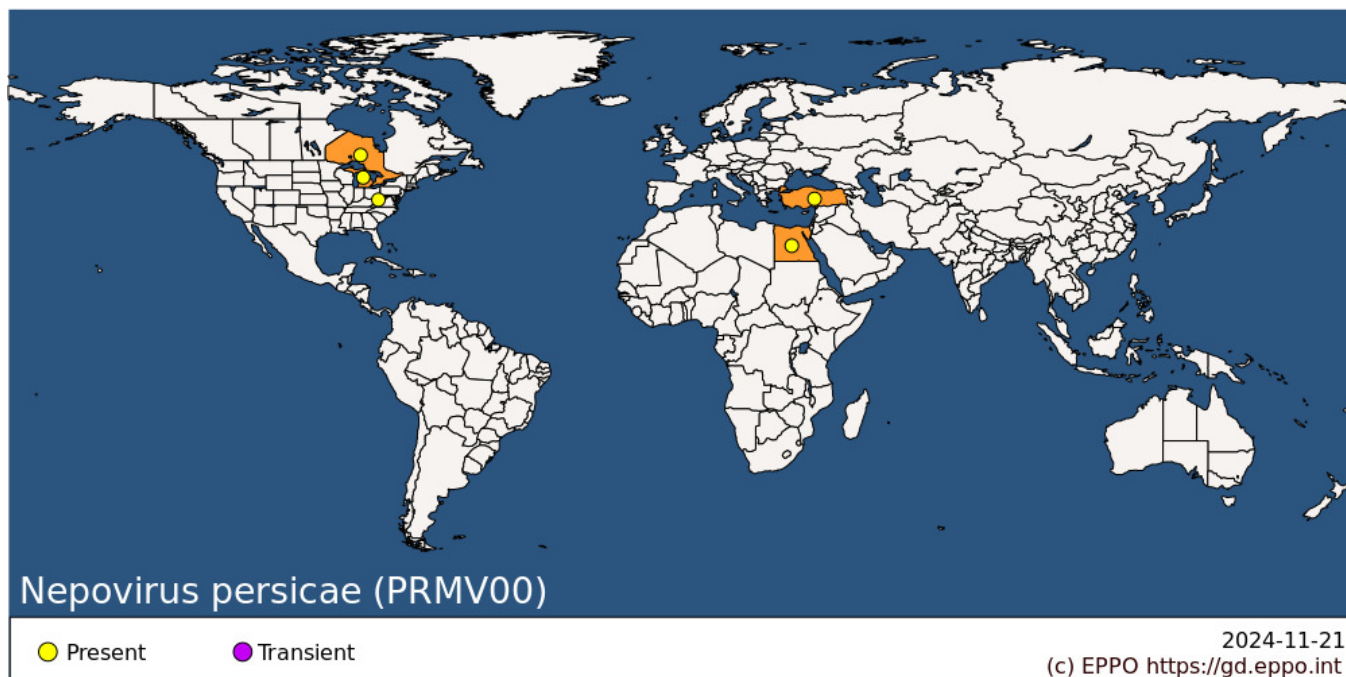 Nepovirus persicae (PRMV00)
Present
Transient
2024-11-21
(c) EPPO https://gd.eppo.int